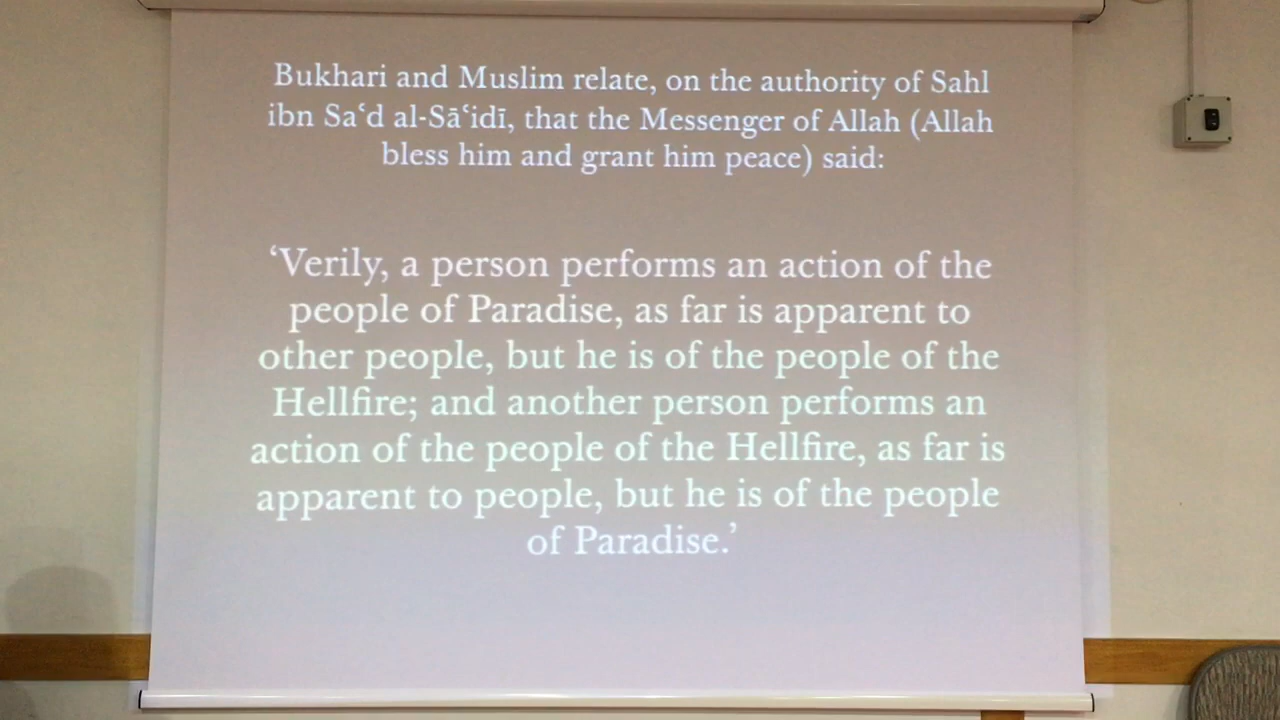 Bukhari and Muslim relate, on the authority of Sahl
ibn Saʿd al-Sāʿidī, that the Messenger of Allah (Allah
bless him and grant him peace) said:
‘Verily, a person performs an action of the
people of Paradise, as far is apparent to
other people, but he is of the people of the
Hellfire; and another person performs an
action of the people of the Hellfire, as far is
apparent to people, but he is of the people
of Paradise.’